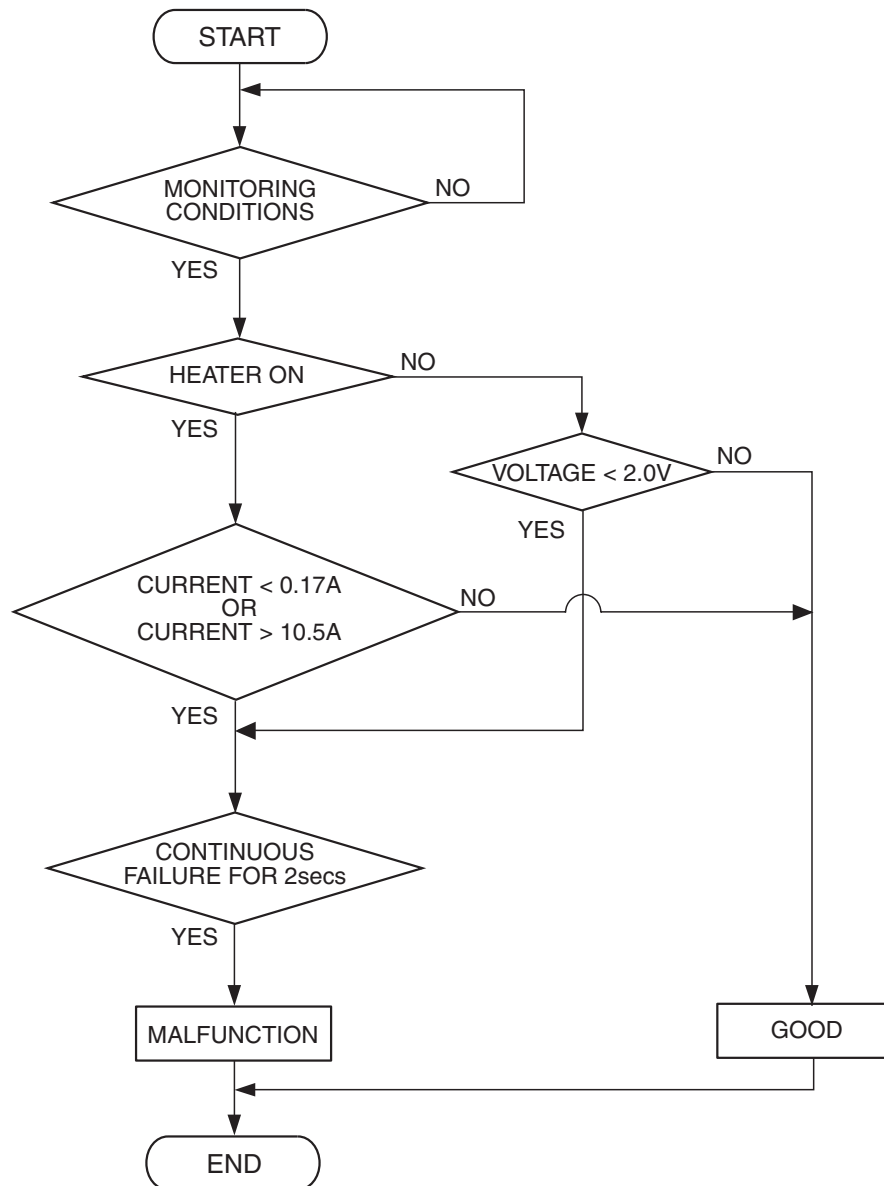 START
MONITORING
CONDITIONS
NO
YES
HEATER ON
NO
YES
VOLTAGE < 2.0V
NO
YES
CURRENT < 0.17A
OR
CURRENT > 10.5A
NO
YES
CONTINUOUS
FAILURE FOR 2secs
YES
MALFUNCTION
GOOD
END